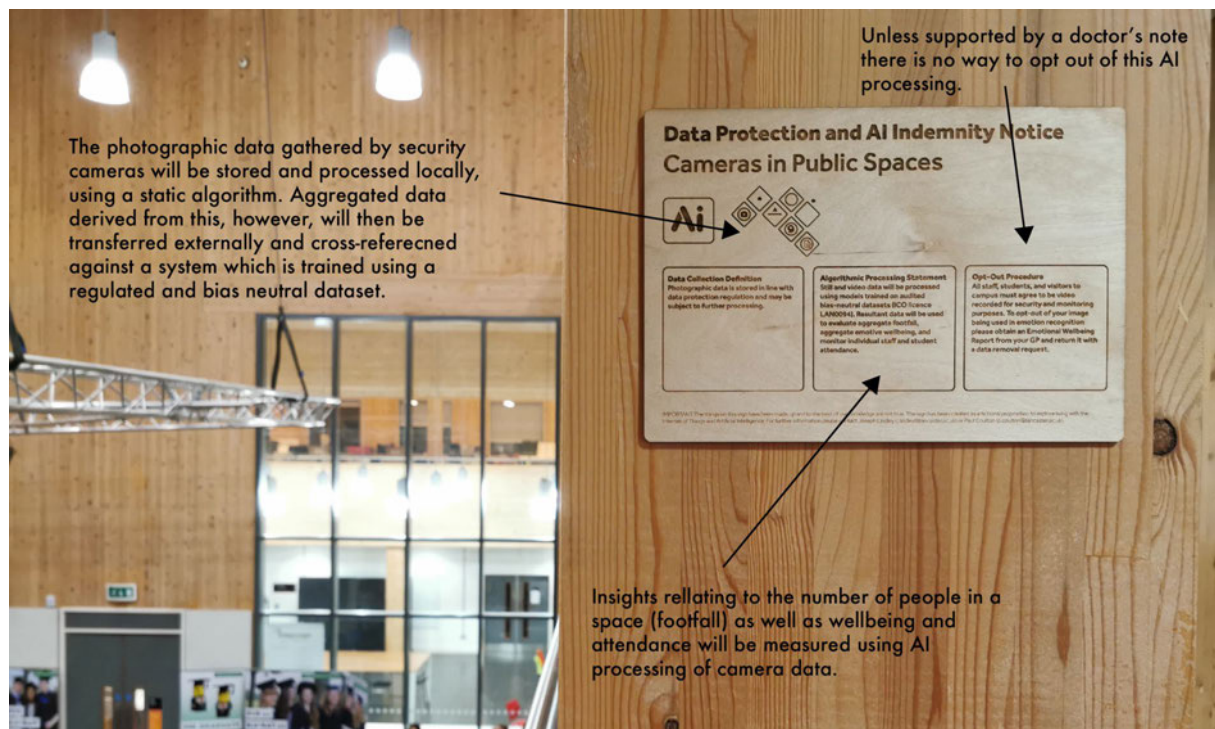 Unless supported by a doctor's note
there is no way to opt out of this AI
processing.
The photographic data gathered by security
cameras will be stored and processed locally,
using a static algorithm. Aggregated data
derived from this, however, will then be
transferred externally and cross-referecned
against a system which is trained using a
regulated and bias neutral dataset.
Data Protection and AI Indemnity Notice
Cameras in Public Spaces
Ai
Data Collection Definition
Photographic data is stored in line with
data protection regulation and may be
subject to further processing.
Algorithmic Processing Statement
Still and video data will be processed
using models trained on audited
bias-neutral datasets (ICO licence
LAN0094). Resultant data will be used
to evaluate aggregate footfall,
aggregate emotive wellbeing, and
monitor individual staff and student
attendance.
Opt-Out Procedure
All staff, students, and visitors to
campus must agree to be video
recorded for security and monitoring
purposes. To opt-out of your image
being used in emotion recognition
please obtain an Emotional Wellbeing
Report from your GP and return it with
a data removal request.
Insights rellating to the number of people in a
space (footfall) as well as wellbeing and
attendance will be measured using AI
processing of camera data.